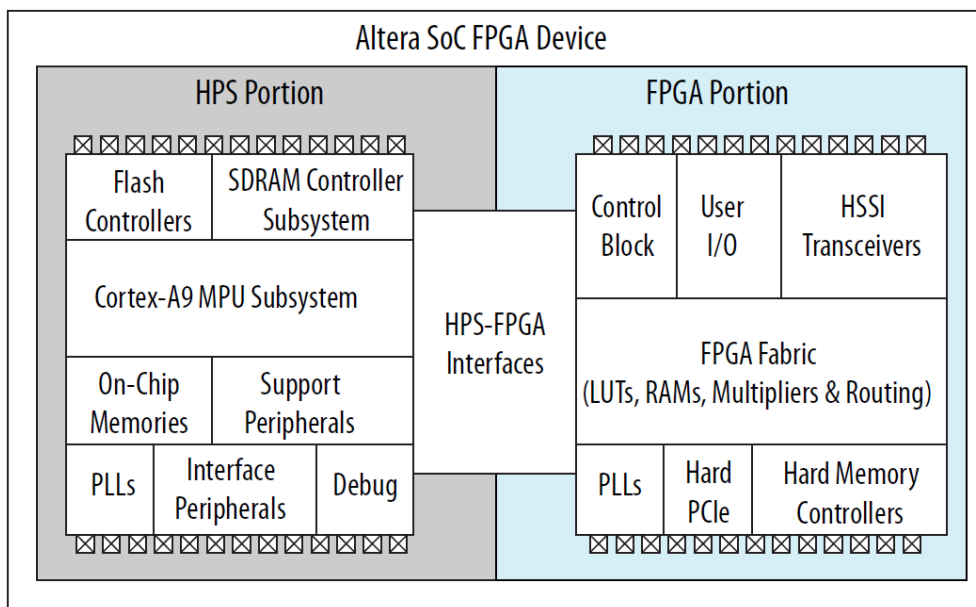 Altera SoC FPGA Device
HPS Portion
FPGA Portion
Flash
Controllers
SDRAM Controller
Subsystem
Cortex-A9 MPU Subsystem
On-Chip
Memories
Support
Peripherals
PLLs
Interface
Peripherals
Debug
HPS-FPGA
Interfaces
Control
Block
User
I/O
HSSI
Transceivers
FPGA Fabric
(LUTs, RAMs, Multipliers & Routing)
PLLs
Hard
PCIe
Hard Memory
Controllers